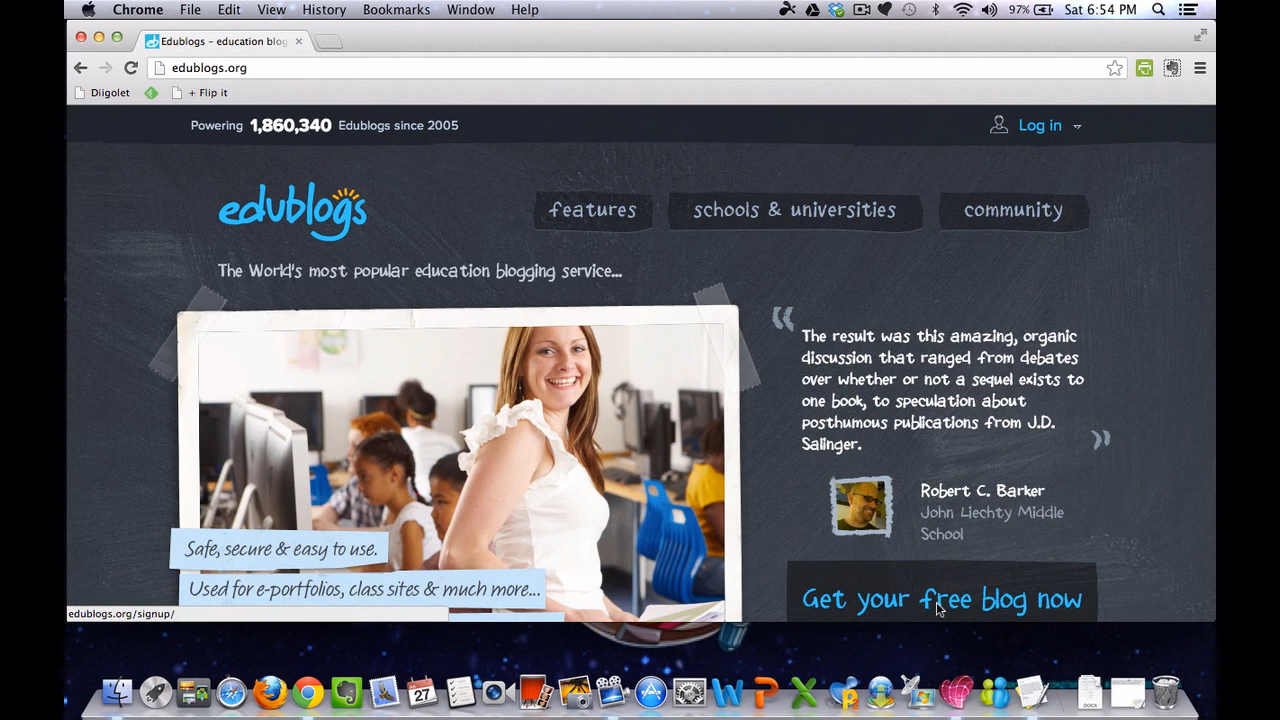 Chrome File Edit View History Bookmarks Window Help 97% Sat 6:54 PM
Edublogs – education blog
edublogs.org
Diigolet + Flip it
Powering 1,860,340 Edublogs since 2005 Log in
edublogs features schools & universities community
The World's most popular education blogging service...
The result was this amazing, organic
discussion that ranged from debates
over whether or not a sequel exists to
one book, to speculation about
posthumous publications from J.D.
Salinger.
Robert C. Barker
John Liechty Middle
School
Safe, secure & easy to use.
Used for e-portfolios, class sites & much more...
Get your free blog now
edublogs.org/signup/
27
W P X
DOCX